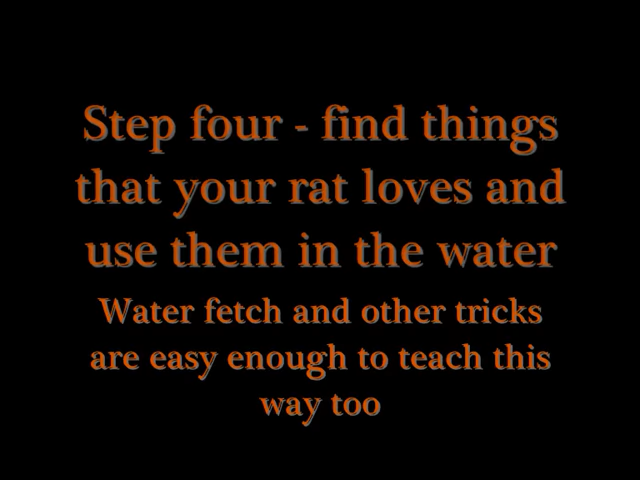 Step four - find things
that your rat loves and
use them in the water
Water fetch and other tricks
are easy enough to teach this
way too